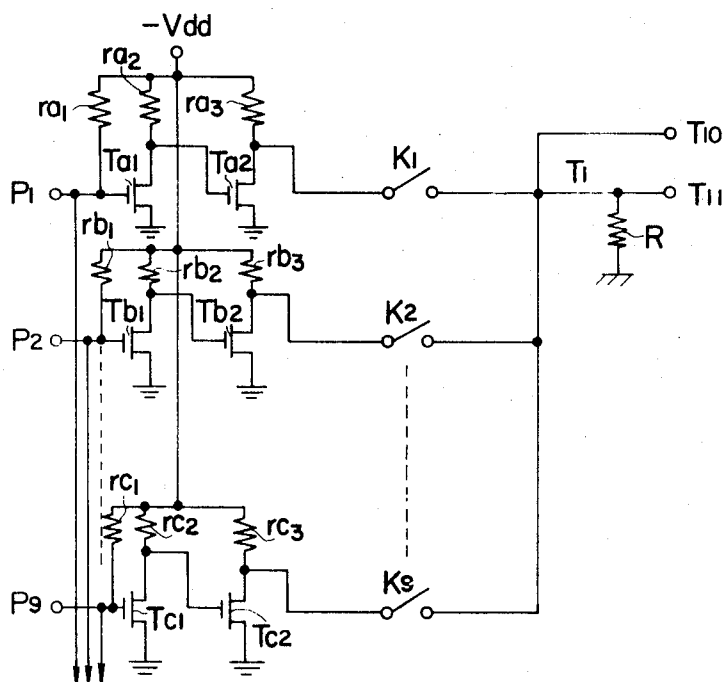 -Vdd
ra2
ra1
ra3
Ta1
Ta2
K1
T10
P1
T1
T11
R
rb1
rb2
rb3
Tb1
Tb2
K2
P2
rc1
rc2
rc3
K9
P9
Tc1
Tc2